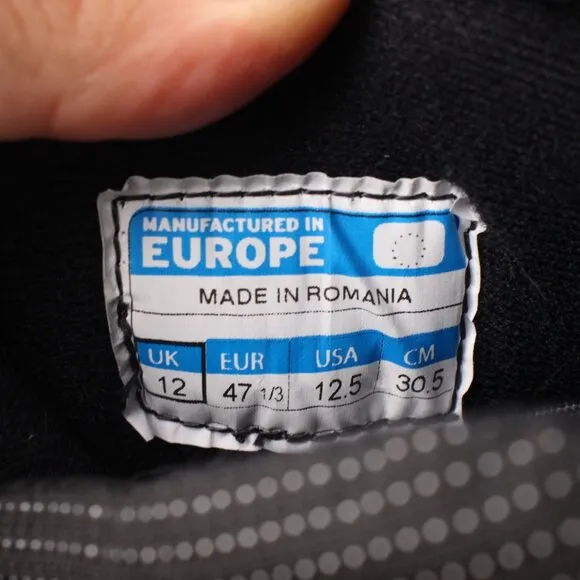 MANUFACTURED IN
EUROPE
MADE IN ROMANIA
UK EUR USA CM
12 47 1/3 12.5 30.5